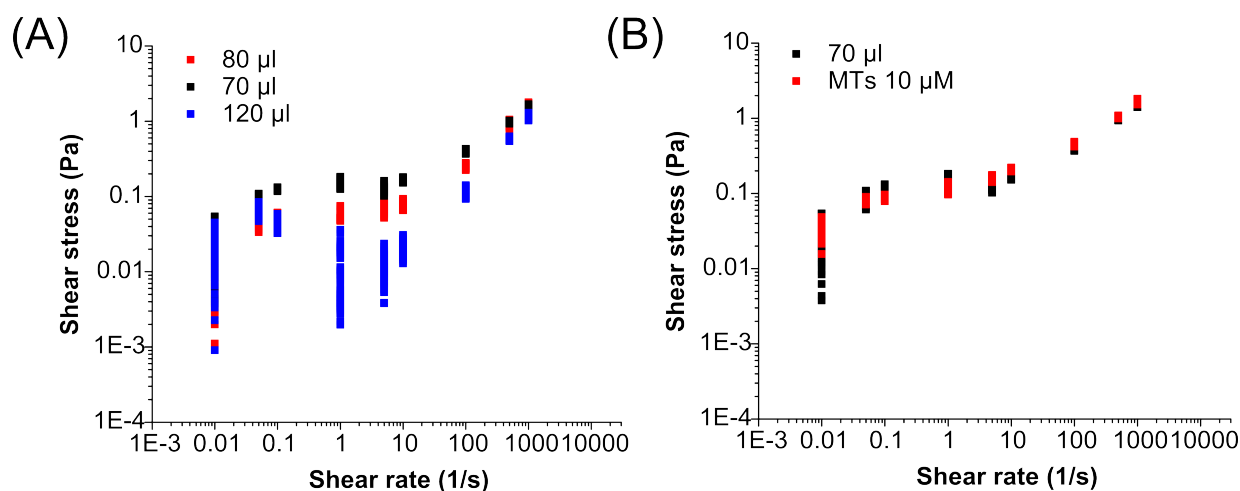 (A)
80 µl
70 µl
120 µl
10
1
0.1
0.01
1E-3
1E-4
Shear stress (Pa)
1E-3 0.01 0.1 1 10 100 1000 10000
Shear rate (1/s)
(B)
70 µl
MTs 10 µM
10
1
0.1
0.01
1E-3
1E-4
Shear stress (Pa)
1E-3 0.01 0.1 1 10 100 1000 10000
Shear rate (1/s)